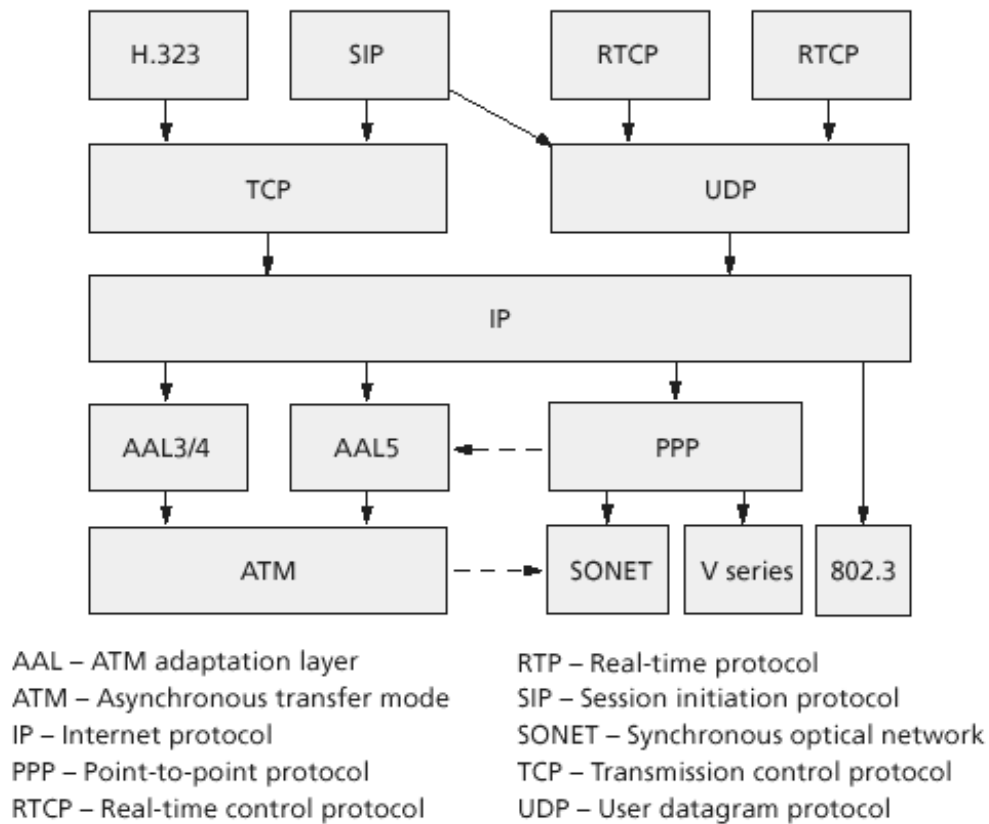 H.323 SIP RTCP RTCP
TCP UDP
IP
AAL3/4 AAL5 PPP
ATM SONET V series 802.3
AAL – ATM adaptation layer
ATM – Asynchronous transfer mode
IP – Internet protocol
PPP – Point-to-point protocol
RTCP – Real-time control protocol
RTP – Real-time protocol
SIP – Session initiation protocol
SONET – Synchronous optical network
TCP – Transmission control protocol
UDP – User datagram protocol